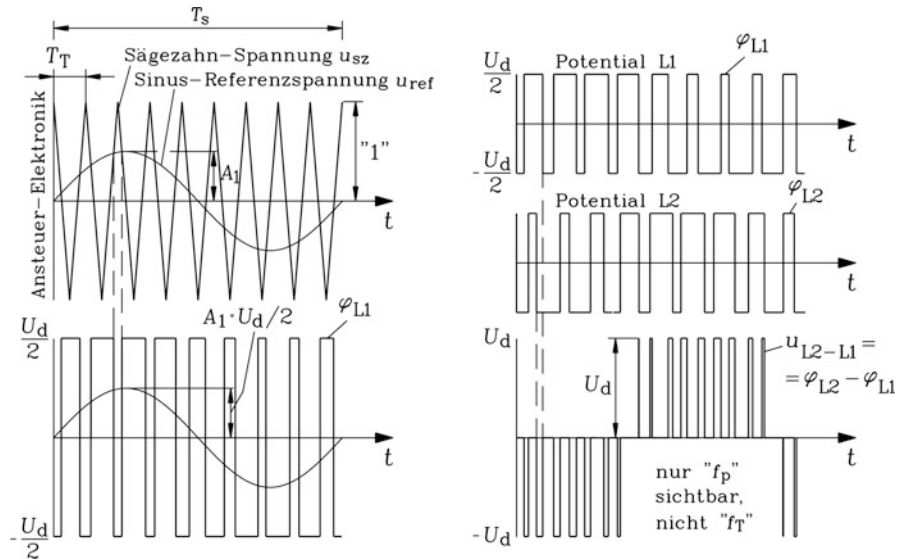 T_s
T_T
Sägezahn-Spannung u_sz
Sinus-Referenzspannung u_ref
Ansteuer-Elektronik
"1"
A_1
t
A_1·U_d/2
φ_L1
U_d/2
-U_d/2
t
φ_L1
Potential L1
U_d/2
-U_d/2
t
Potential L2
φ_L2
t
U_d
U_d
u_L2-L1 =
= φ_L2-φ_L1
t
nur "f_p"
sichtbar,
nicht "f_T"
-U_d